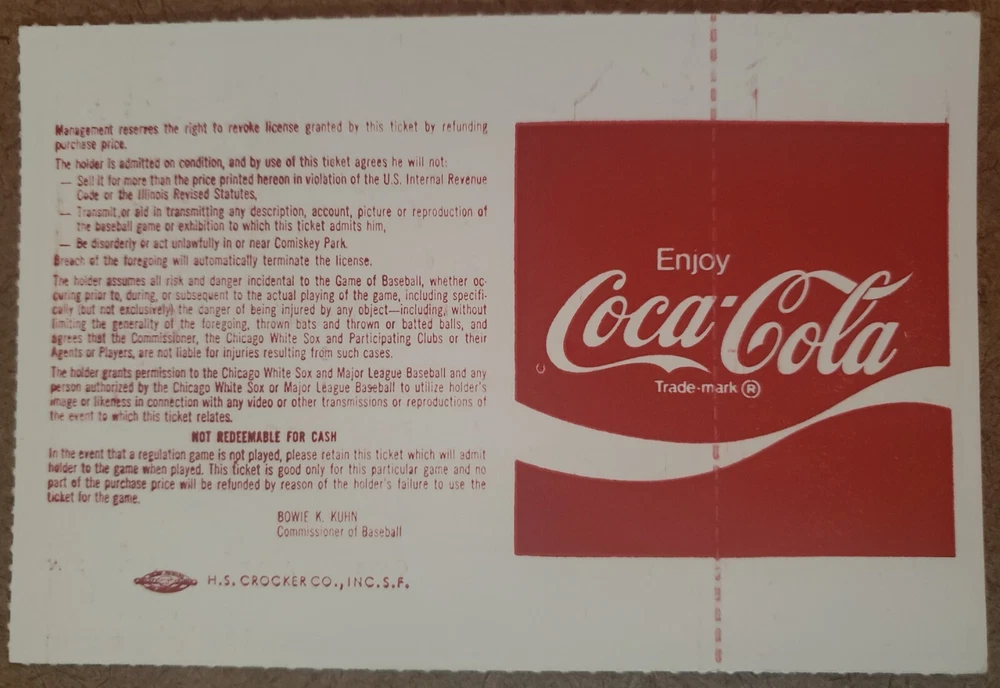 Management reserves the right to revoke license granted by this ticket by refunding
purchase price.
The holder is admitted on condition, and by use of this ticket agrees he will not:
— Sell it for more than the price printed hereon in violation of the U.S. Internal Revenue
Code or the Illinois Revised Statutes,
— Transmit or aid in transmitting any description, account, picture or reproduction of
the baseball game or exhibition to which this ticket admits him,
— Be disorderly or act unlawfully in or near Comiskey Park.
Breach of the foregoing will automatically terminate the license.
The holder assumes all risk and danger incidental to the Game of Baseball, whether oc-
curing prior to, during, or subsequent to the actual playing of the game, including specifi-
cally (but not exclusively) the danger of being injured by any object—including, without
limiting the generality of the foregoing, thrown bats and thrown or batted balls, and
agrees that the Commissioner, the Chicago White Sox and Participating Clubs or their
Agents or Players, are not liable for injuries resulting from such cases.
The holder grants permission to the Chicago White Sox and Major League Baseball and any
person authorized by the Chicago White Sox or Major League Baseball to utilize holder's
image or likeness in connection with any video or other transmissions or reproductions of
the event to which this ticket relates.
NOT REDEEMABLE FOR CASH
In the event that a regulation game is not played, please retain this ticket which will admit
holder to the game when played. This ticket is good only for this particular game and no
part of the purchase price will be refunded by reason of the holder's failure to use the
ticket for the game.
BOWIE K. KUHN
Commissioner of Baseball
H.S. CROCKER CO., INC. S.F.
Enjoy
Coca-Cola
Trade-mark ®